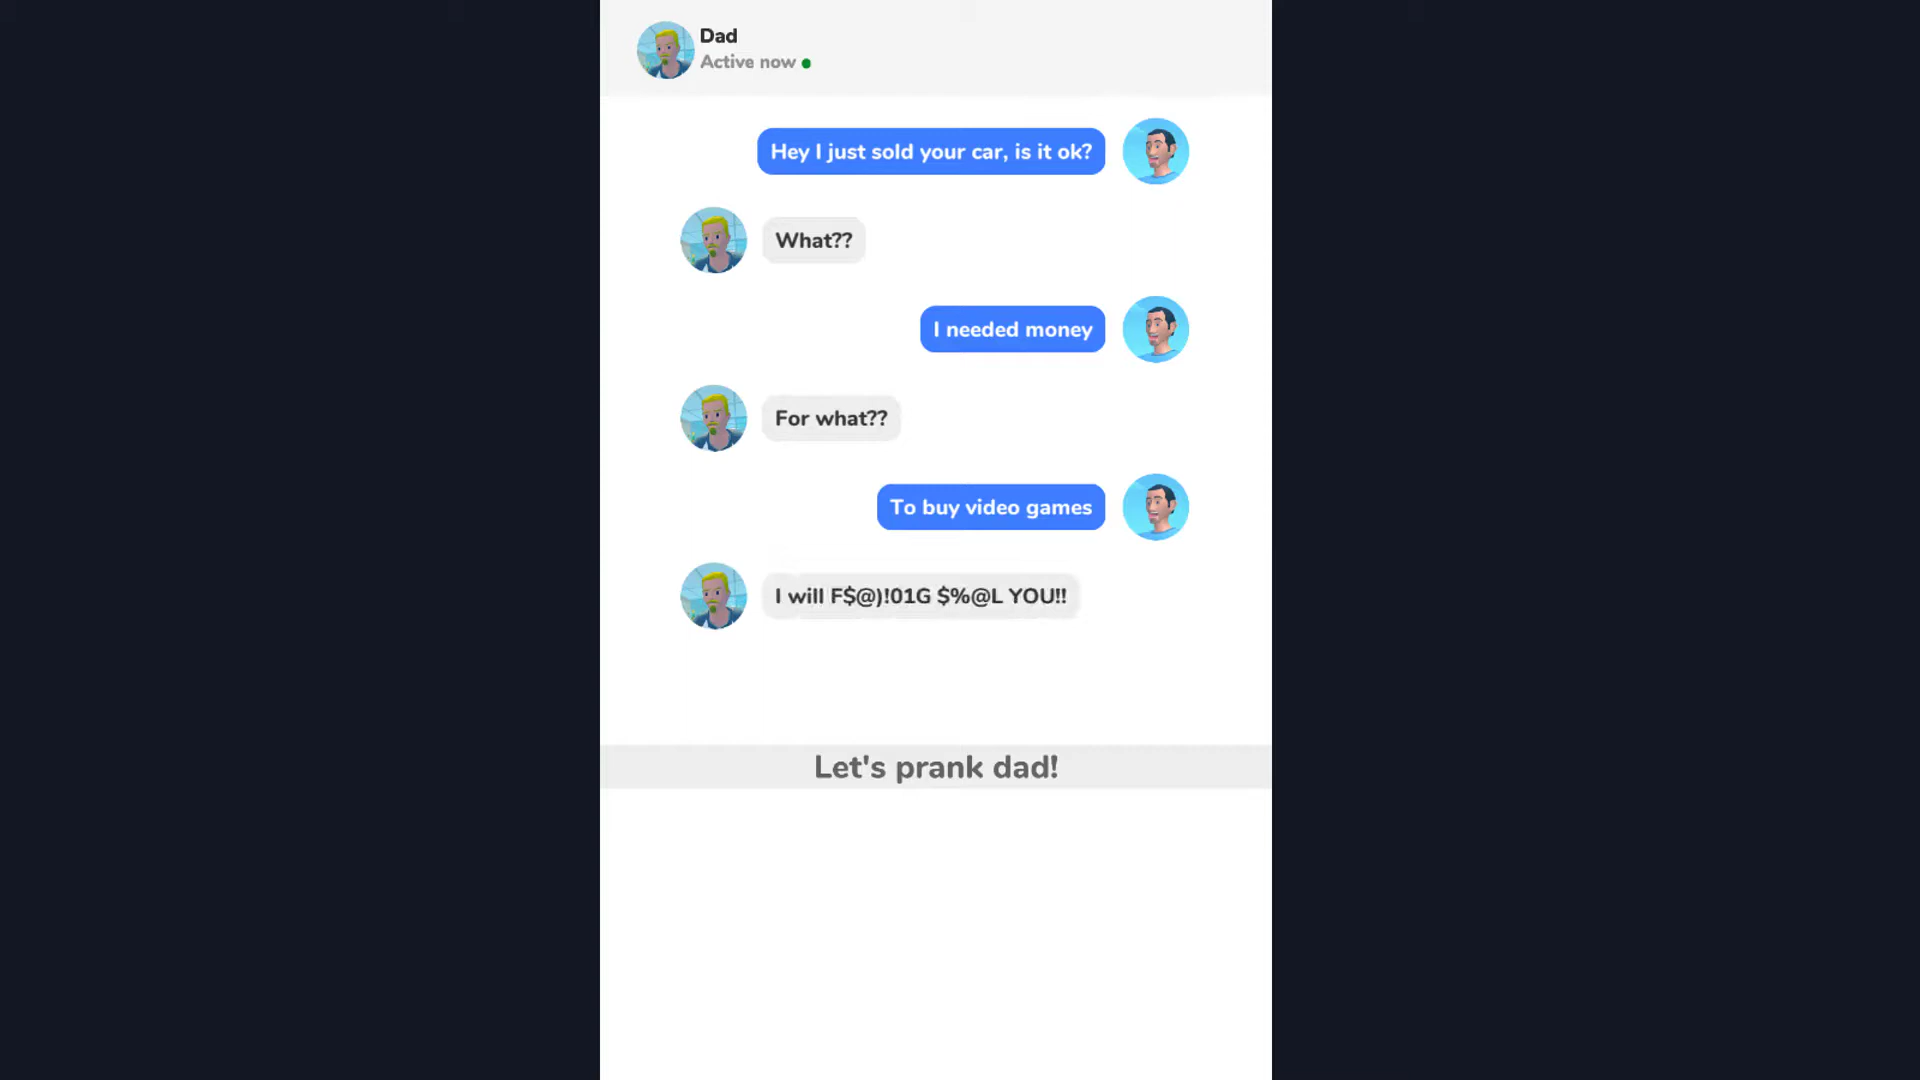 Dad
Active now
Hey I just sold your car, is it ok?
What??
I needed money
For what??
To buy video games
I will F$@)!01G $%@L YOU!!
Let's prank dad!